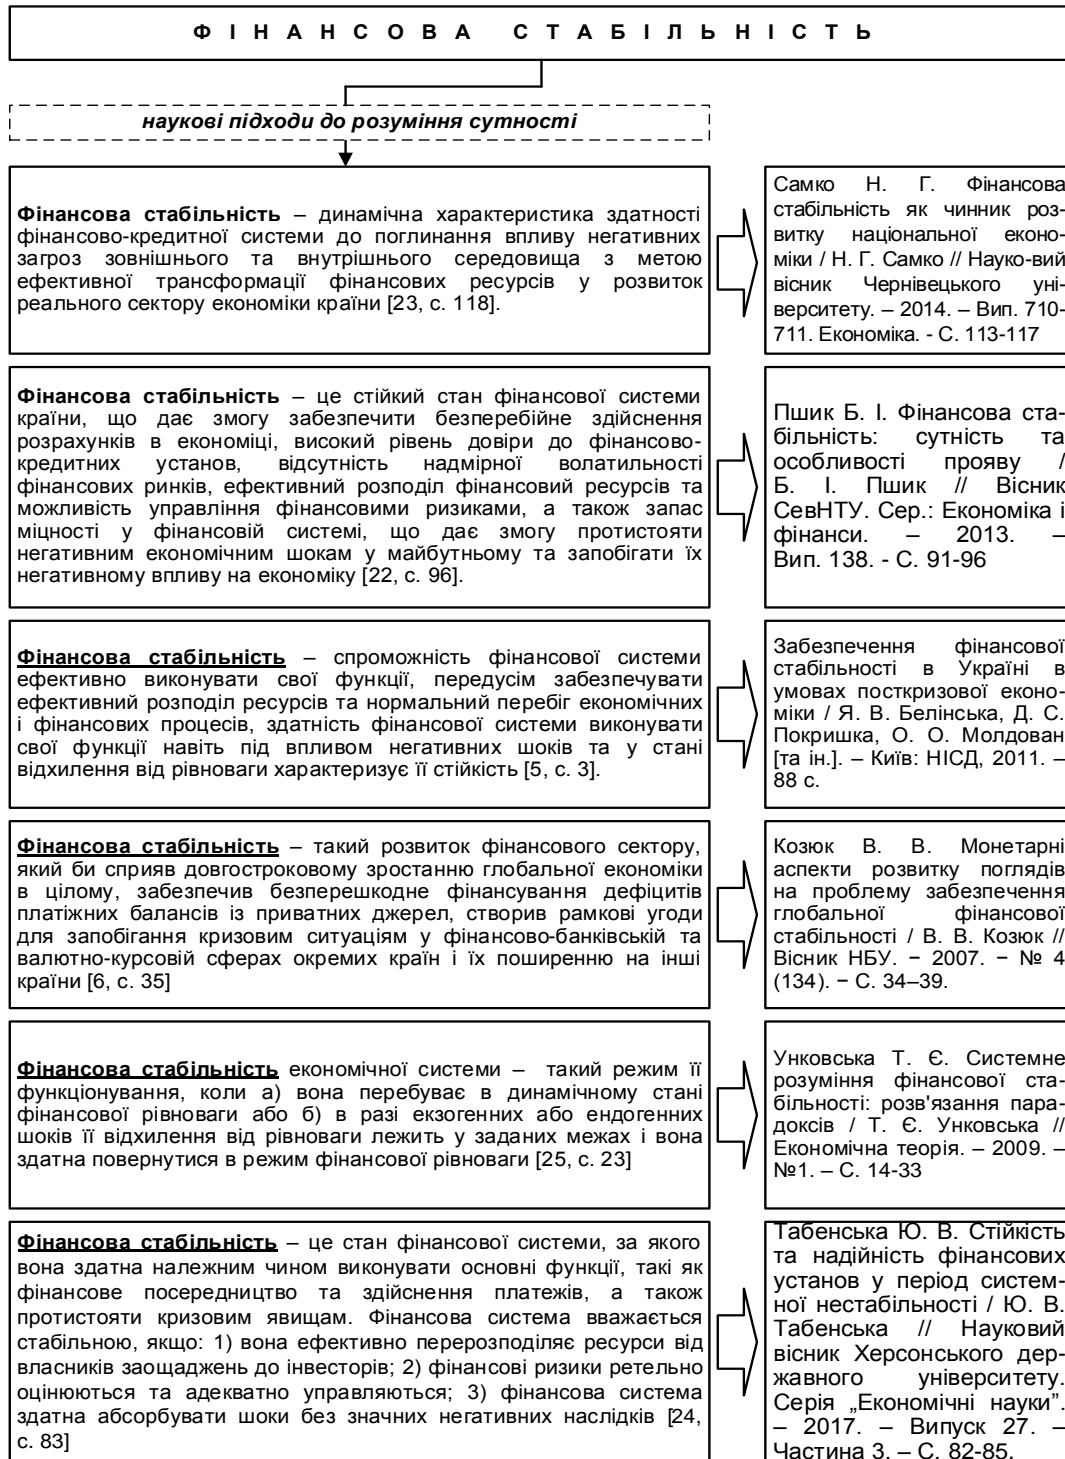 ФІНАНСОВА СТАБІЛЬНІСТЬ
наукові підходи до розуміння сутності
Фінансова стабільність – динамічна характеристика здатності
фінансово-кредитної системи до поглинання впливу негативних
загроз зовнішнього та внутрішнього середовища з метою
ефективної трансформації фінансових ресурсів у розвиток
реального сектору економіки країни [23, с. 118].
Самко Н. Г. Фінансова
стабільність як чинник роз-
витку національної еконо-
міки / Н. Г. Самко // Науко-вий
вісник Чернівецького уні-
верситету. – 2014. – Вип. 710-
711. Економіка. - С. 113-117
Фінансова стабільність – це стійкий стан фінансової системи
країни, що дає змогу забезпечити безперебійне здійснення
розрахунків в економіці, високий рівень довіри до фінансово-
кредитних установ, відсутність надмірної волатильності
фінансових ринків, ефективний розподіл фінансовий ресурсів та
можливість управління фінансовими ризиками, а також запас
міцності у фінансовій системі, що дає змогу протистояти
негативним економічним шокам у майбутньому та запобігати їх
негативному впливу на економіку [22, с. 96].
Пшик Б. І. Фінансова ста-
більність: сутність та
особливості прояву /
Б. І. Пшик // Вісник
СевНТУ. Сер.: Економіка і
фінанси. – 2013. –
Вип. 138. - С. 91-96
Фінансова стабільність – спроможність фінансової системи
ефективно виконувати свої функції, передусім забезпечувати
ефективний розподіл ресурсів та нормальний перебіг економічних
і фінансових процесів, здатність фінансової системи виконувати
свої функції навіть під впливом негативних шоків та у стані
відхилення від рівноваги характеризує її стійкість [5, с. 3].
Забезпечення фінансової
стабільності в Україні в
умовах посткризової еконо-
міки / Я. В. Белінська, Д. С.
Покришка, О. О. Молдован
[та ін.]. – Київ: НІСД, 2011. –
88 с.
Фінансова стабільність – такий розвиток фінансового сектору,
який би сприяв довгостроковому зростанню глобальної економіки
в цілому, забезпечив безперешкодне фінансування дефіцитів
платіжних балансів із приватних джерел, створив рамкові угоди
для запобігання кризовим ситуаціям у фінансово-банківській та
валютно-курсовій сферах окремих країн і їх поширенню на інші
країни [6, с. 35]
Козюк В. В. Монетарні
аспекти розвитку поглядів
на проблему забезпечення
глобальної фінансової
стабільності / В. В. Козюк //
Вісник НБУ. − 2007. − № 4
(134). − С. 34–39.
Фінансова стабільність економічної системи – такий режим її
функціонування, коли а) вона перебуває в динамічному стані
фінансової рівноваги або б) в разі екзогенних або ендогенних
шоків її відхилення від рівноваги лежить у заданих межах і вона
здатна повернутися в режим фінансової рівноваги [25, с. 23]
Унковська Т. Є. Системне
розуміння фінансової ста-
більності: розв'язання пара-
доксів / Т. Є. Унковська //
Економічна теорія. – 2009. –
№1. – С. 14-33
Фінансова стабільність – це стан фінансової системи, за якого
вона здатна належним чином виконувати основні функції, такі як
фінансове посередництво та здійснення платежів, а також
протистояти кризовим явищам. Фінансова система вважається
стабільною, якщо: 1) вона ефективно перерозподіляє ресурси від
власників заощаджень до інвесторів; 2) фінансові ризики ретельно
оцінюються та адекватно управляються; 3) фінансова система
здатна абсорбувати шоки без значних негативних наслідків [24,
с. 83]
Табенська Ю. В. Стійкість
та надійність фінансових
установ у період систем-
ної нестабільності / Ю. В.
Табенська // Науковий
вісник Херсонського дер-
жавного університету.
Серія „Економічні науки”.
– 2017. – Випуск 27. –
Частина 3. – С. 82-85.